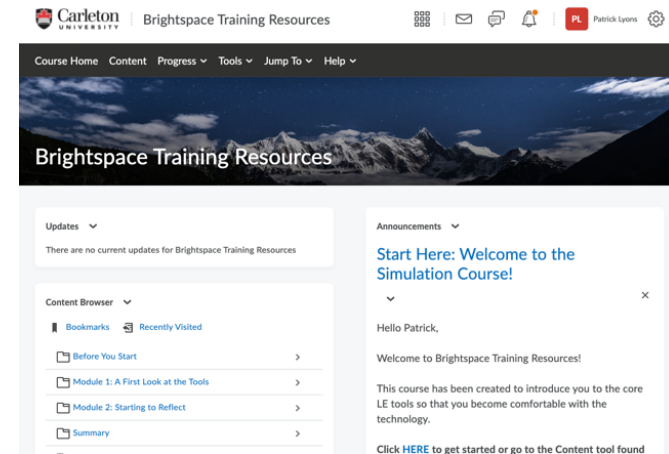 Carleton
UNIVERSITY
Brightspace Training Resources
PL
Patrick Lyons
Course Home Content Progress Tools Jump To Help
Brightspace Training Resources
Updates
There are no current updates for Brightspace Training Resources
Content Browser
Bookmarks Recently Visited
Before You Start
Module 1: A First Look at the Tools
Module 2: Starting to Reflect
Summary
Announcements
Start Here: Welcome to the
Simulation Course!
Hello Patrick,
Welcome to Brightspace Training Resources!
This course has been created to introduce you to the core
LE tools so that you become comfortable with the
technology.
Click HERE to get started or go to the Content tool found